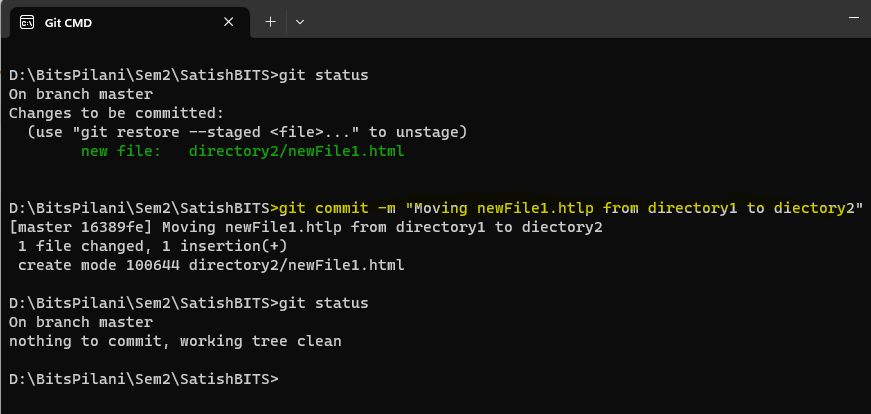 Git CMD
D:\BitsPilani\Sem2\SatishBITS>git status
On branch master
Changes to be committed:
  (use "git restore --staged <file>..." to unstage)
        new file:   directory2/newFile1.html
D:\BitsPilani\Sem2\SatishBITS>git commit -m "Moving newFile1.htlp from directory1 to diectory2"
[master 16389fe] Moving newFile1.htlp from directory1 to diectory2
 1 file changed, 1 insertion(+)
 create mode 100644 directory2/newFile1.html
D:\BitsPilani\Sem2\SatishBITS>git status
On branch master
nothing to commit, working tree clean
D:\BitsPilani\Sem2\SatishBITS>